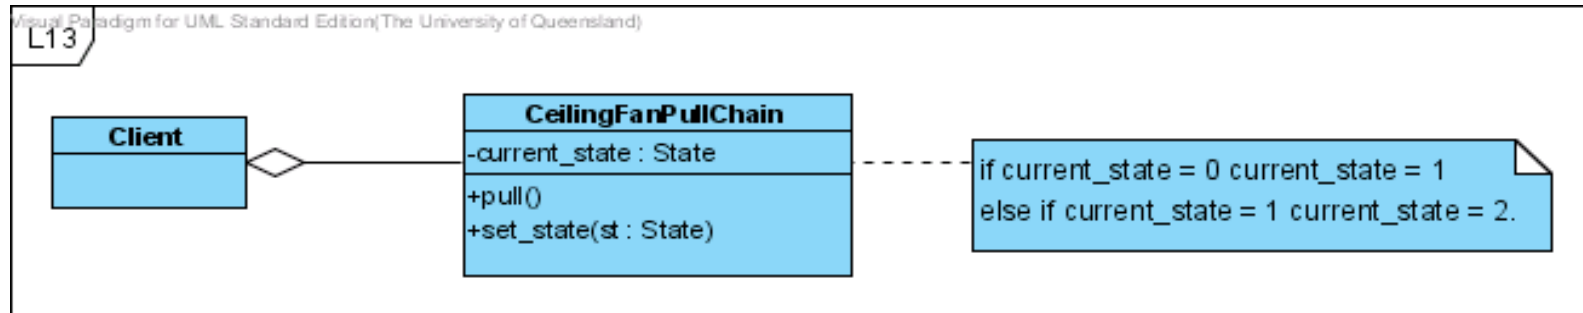 Visual Paradigm for UML Standard Edition(The University of Queensland)
L13
Client
CeilingFanPullChain
-current_state : State
+pull()
+set_state(st : State)
if current_state = 0 current_state = 1
else if current_state = 1 current_state = 2.